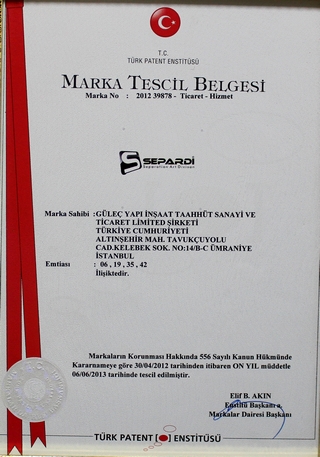 T.C.
TÜRK PATENT ENSTİTÜSÜ
MARKA TESCİL BELGESİ
Marka No : 2012 39878 - Ticaret - Hizmet
SEPARDİ
Separation Art Division
Marka Sahibi : GÜLEÇ YAPI İNŞAAT TAAHHÜT SANAYİ VE
TİCARET LİMİTED ŞİRKETİ
TÜRKİYE CUMHURİYETİ
ALTINŞEHİR MAH. TAVUKÇUYOLU
CAD.KELEBEK SOK. NO:14/B-C ÜMRANİYE
İSTANBUL
Emtiası : 06 , 19 , 35 , 42
İlişiktedir.
Markaların Korunması Hakkında 556 Sayılı Kanun Hükmünde
Kararnameye göre 30/04/2012 tarihinden itibaren ON YIL müddetle
06/06/2013 tarihinde tescil edilmiştir.
Elif B. AKIN
Enstitü Başkanı a.
Markalar Dairesi Başkanı
TÜRK PATENT ENSTİTÜSÜ